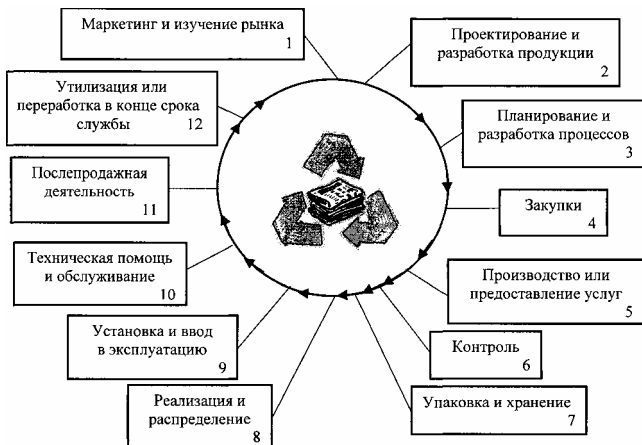 Маркетинг и изучение рынка
1
Проектирование и
разработка продукции
2
Планирование и
разработка процессов
3
Закупки
4
Производство или
предоставление услуг
5
Контроль
6
Упаковка и хранение
7
Реализация и
распределение
8
Установка и ввод
в эксплуатацию
9
Техническая помощь
и обслуживание
10
Послепродажная
деятельность
11
Утилизация или
переработка в конце срока
службы
12